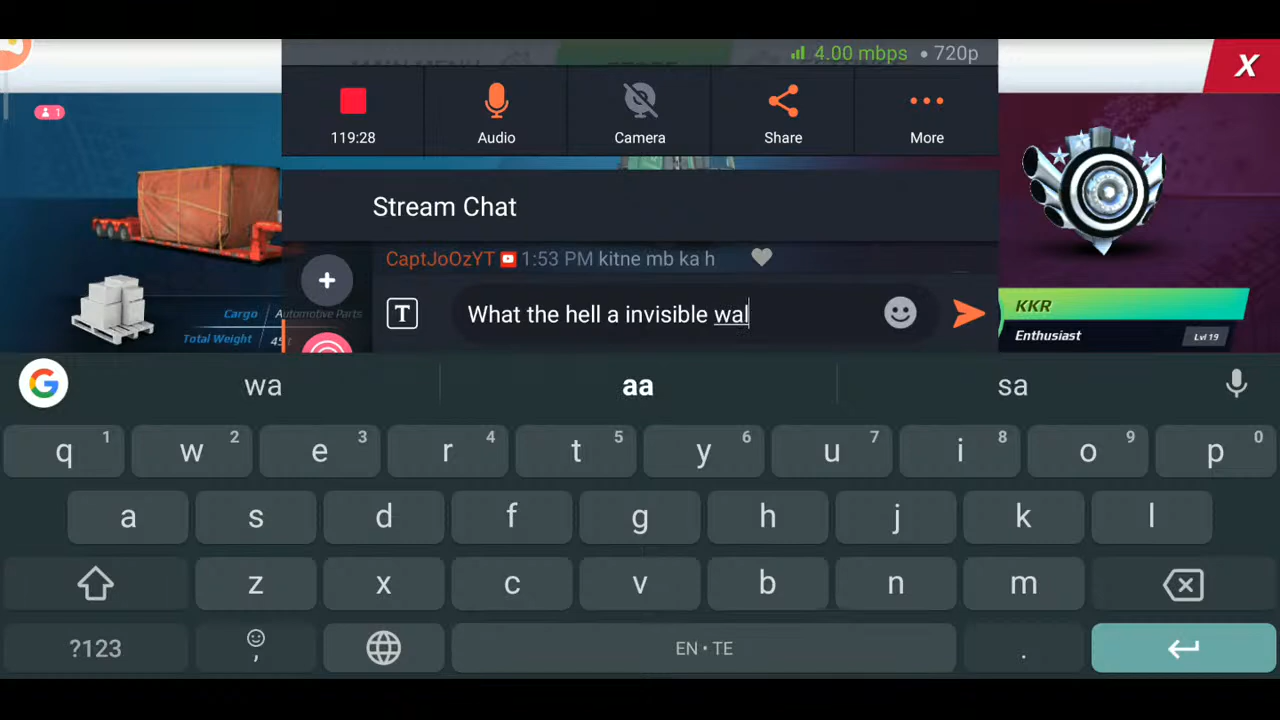 4.00 mbps • 720p
X
1
119:28
Audio
Camera
Share
More
Stream Chat
CaptJoOzYT 1:53 PM kitne mb ka h
T
What the hell a invisible wal
Cargo
Automotive Parts
Total Weight
45
KKR
Enthusiast
Lvl 19
G
wa
aa
sa
q 1 w 2 e 3 r 4 t 5 y 6 u 7 i 8 o 9 p 0
a s d f g h j k l
z x c v b n m
?123
,
EN • TE
.